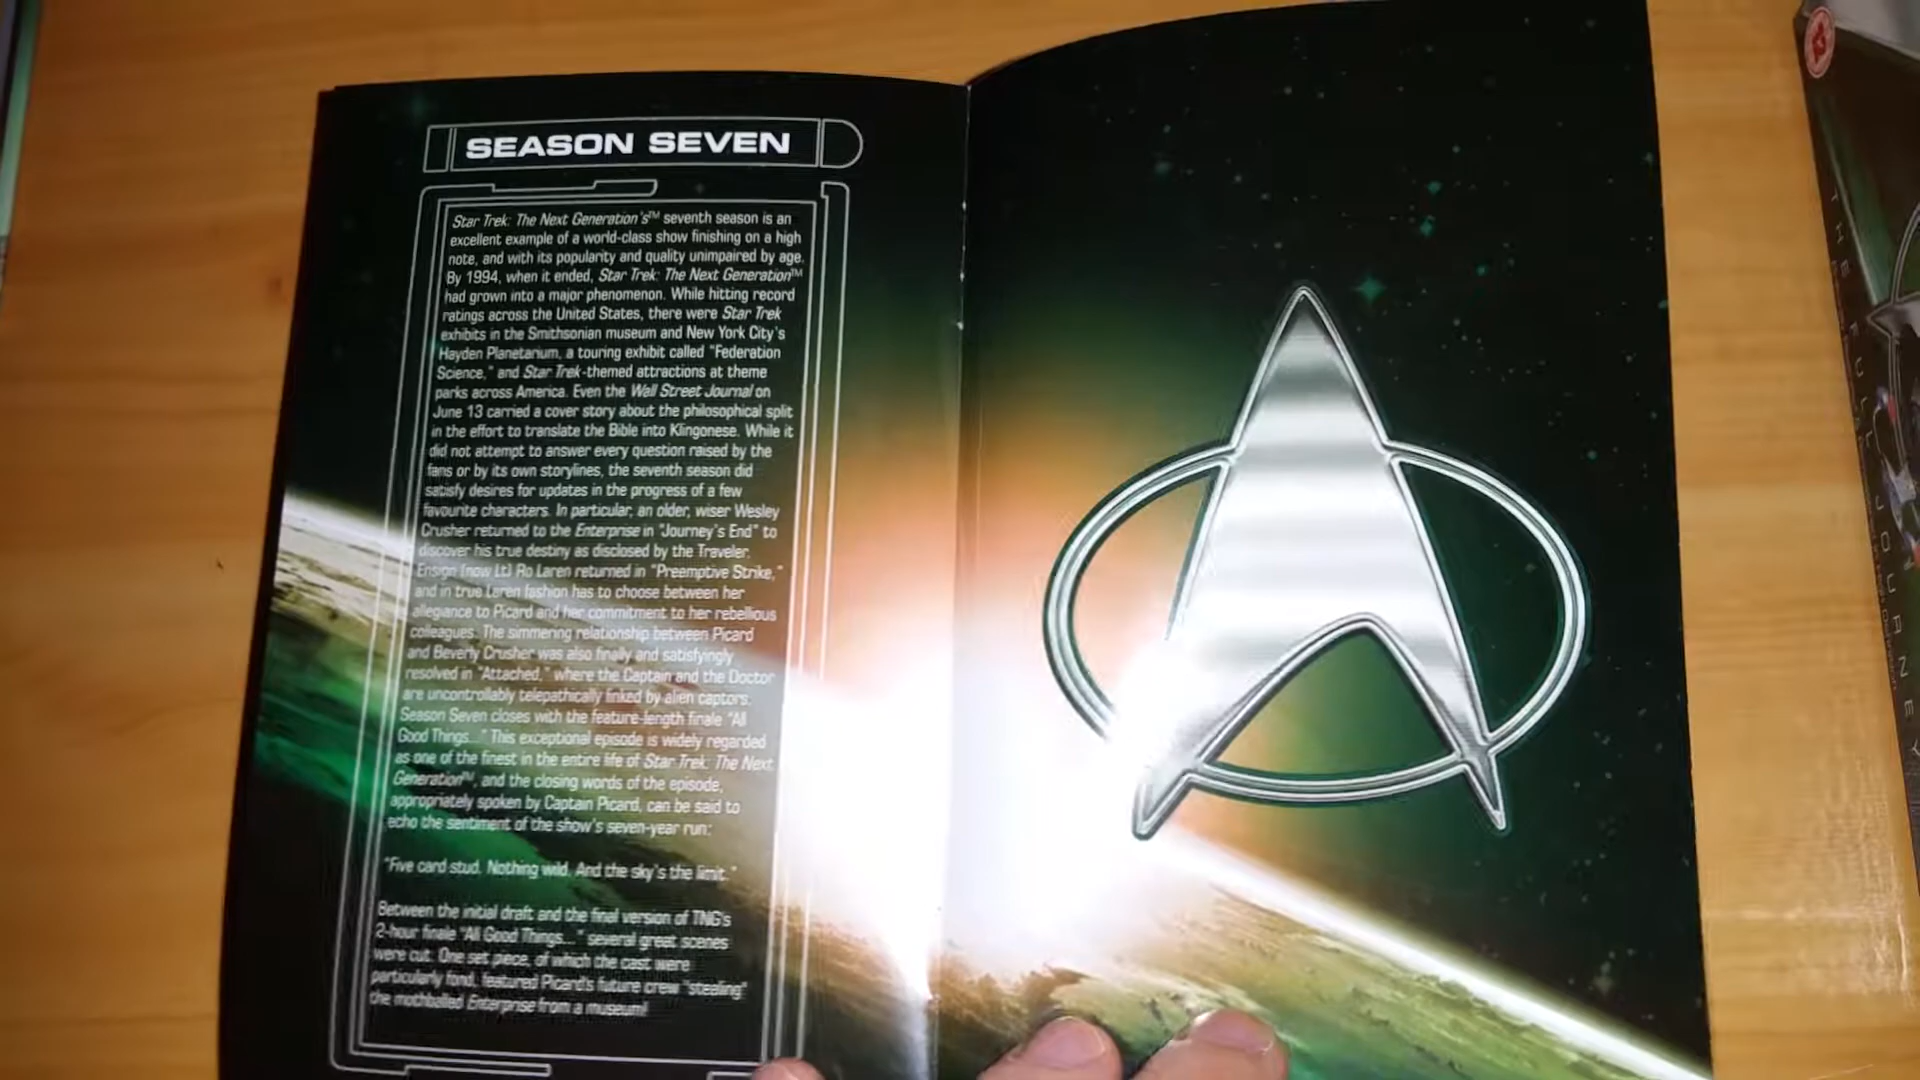 SEASON SEVEN
Star Trek: The Next Generation's™ seventh season is an
excellent example of a world-class show finishing on a high
note, and with its popularity and quality unimpaired by age.
By 1994, when it ended, Star Trek: The Next Generation™
had grown into a major phenomenon. While hitting record
ratings across the United States, there were Star Trek
exhibits in the Smithsonian museum and New York City's
Hayden Planetarium, a touring exhibit called "Federation
Science," and Star Trek-themed attractions at theme
parks across America. Even the Wall Street Journal on
June 13 carried a cover story about the philosophical split
in the effort to translate the Bible into Klingonese. While it
did not attempt to answer every question raised by the
fans or by its own storylines, the seventh season did
satisfy desires for updates in the progress of a few
favourite characters. In particular, an older, wiser Wesley
Crusher returned to the Enterprise in "Journey's End" to
discover his true destiny as disclosed by the Traveler.
Ensign (now Lt) Ro Laren returned in "Preemptive Strike,"
and in true Laren fashion has to choose between her
allegiance to Picard and her commitment to her rebellious
colleagues. The simmering relationship between Picard
and Beverly Crusher was also finally and satisfyingly
resolved in "Attached," where the Captain and the Doctor
are uncontrollably telepathically linked by alien captors.
Season Seven closes with the feature-length finale "All
Good Things..." This exceptional episode is widely regarded
as one of the finest in the entire life of Star Trek: The Next
Generation™, and the closing words of the episode,
appropriately spoken by Captain Picard, can be said to
echo the sentiment of the show's seven-year run:
"Five card stud. Nothing wild. And the sky's the limit."
Between the initial draft and the final version of TNG's
2-hour finale "All Good Things..." several great scenes
were cut. One set piece, of which the cast were
particularly fond, featured Picard's future crew "stealing"
the mothballed Enterprise from a museum!
THE FULL JOURNEY